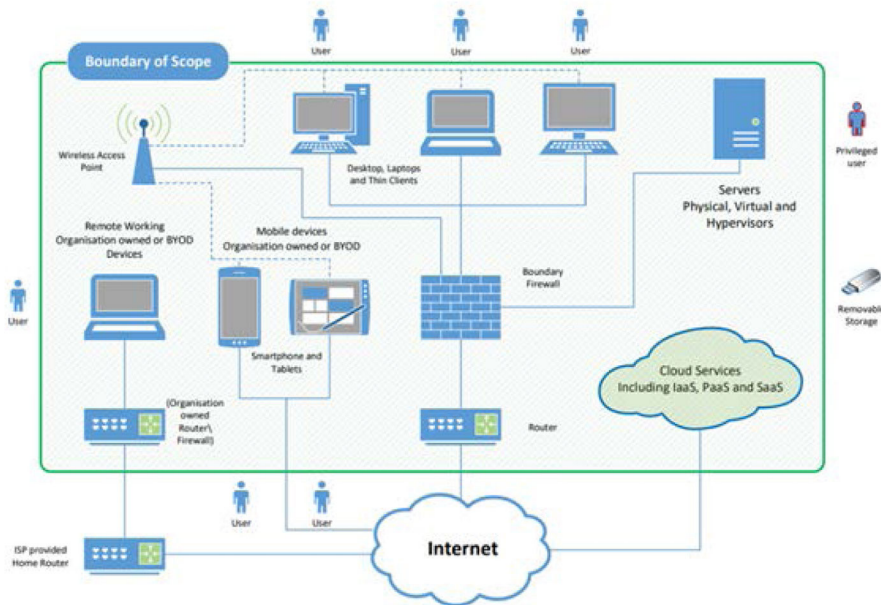 User
User
User
Boundary of Scope
Wireless Access
Point
Desktop, Laptops
and Thin Clients
Privileged
user
Servers
Physical, Virtual and
Hypervisors
Remote Working
Organisation owned or BYOD
Devices
Mobile devices
Organisation owned or BYOD
Boundary
Firewall
User
Removable
Storage
Smartphone and
Tablets
Cloud Services
Including IaaS, PaaS and SaaS
(Organisation
owned
Router\
Firewall)
Router
User
User
Internet
ISP provided
Home Router